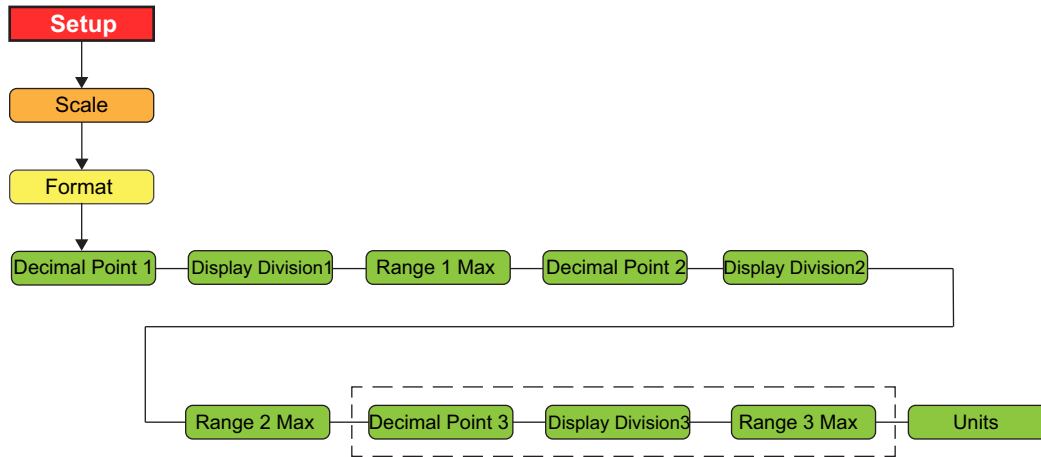 Setup
Scale
Format
Decimal Point 1
Display Division1
Range 1 Max
Decimal Point 2
Display Division2
Range 2 Max
Decimal Point 3
Display Division3
Range 3 Max
Units